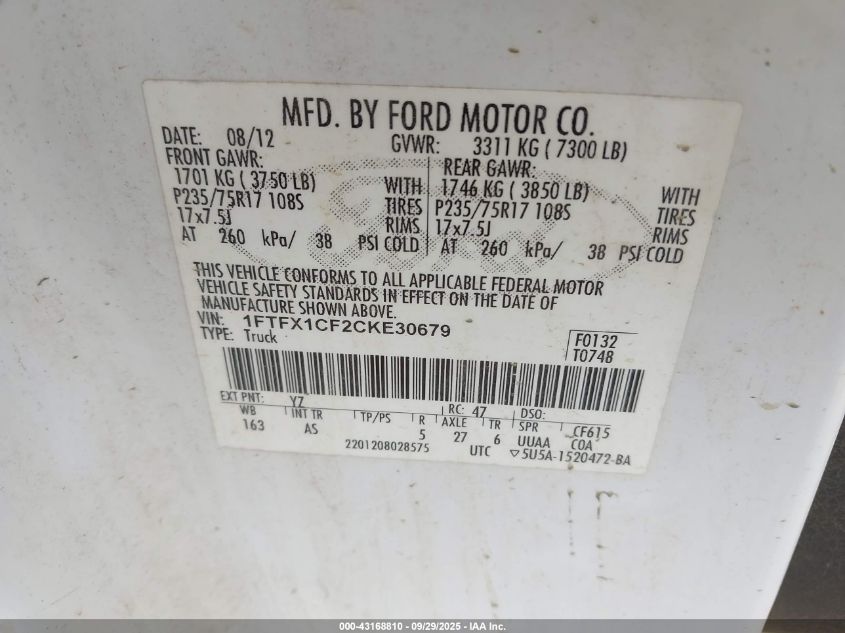 MFD. BY FORD MOTOR CO.
DATE: 08/12 GVWR: 3311 KG ( 7300 LB)
FRONT GAWR: REAR GAWR:
1701 KG ( 3750 LB) WITH 1746 KG ( 3850 LB) WITH
P235/75R17 108S TIRES P235/75R17 108S TIRES
17x7.5J RIMS 17x7.5J RIMS
AT 260 kPa/ 38 PSI COLD AT 260 kPa/ 38 PSI COLD
THIS VEHICLE CONFORMS TO ALL APPLICABLE FEDERAL MOTOR
VEHICLE SAFETY STANDARDS IN EFFECT ON THE DATE OF
MANUFACTURE SHOWN ABOVE.
VIN: 1FTFX1CF2CKE30679
TYPE: Truck
F0132
T0748
EXT PNT: YZ RC: 47 DSO:
WB INT TR TP/PS R AXLE TR SPR CF615
163 AS 5 27 6 UUAA COA
2201208028575 UTC ▽5U5A-1520472-BA
000-43168810 / 09/29/2025 - IAA Inc.